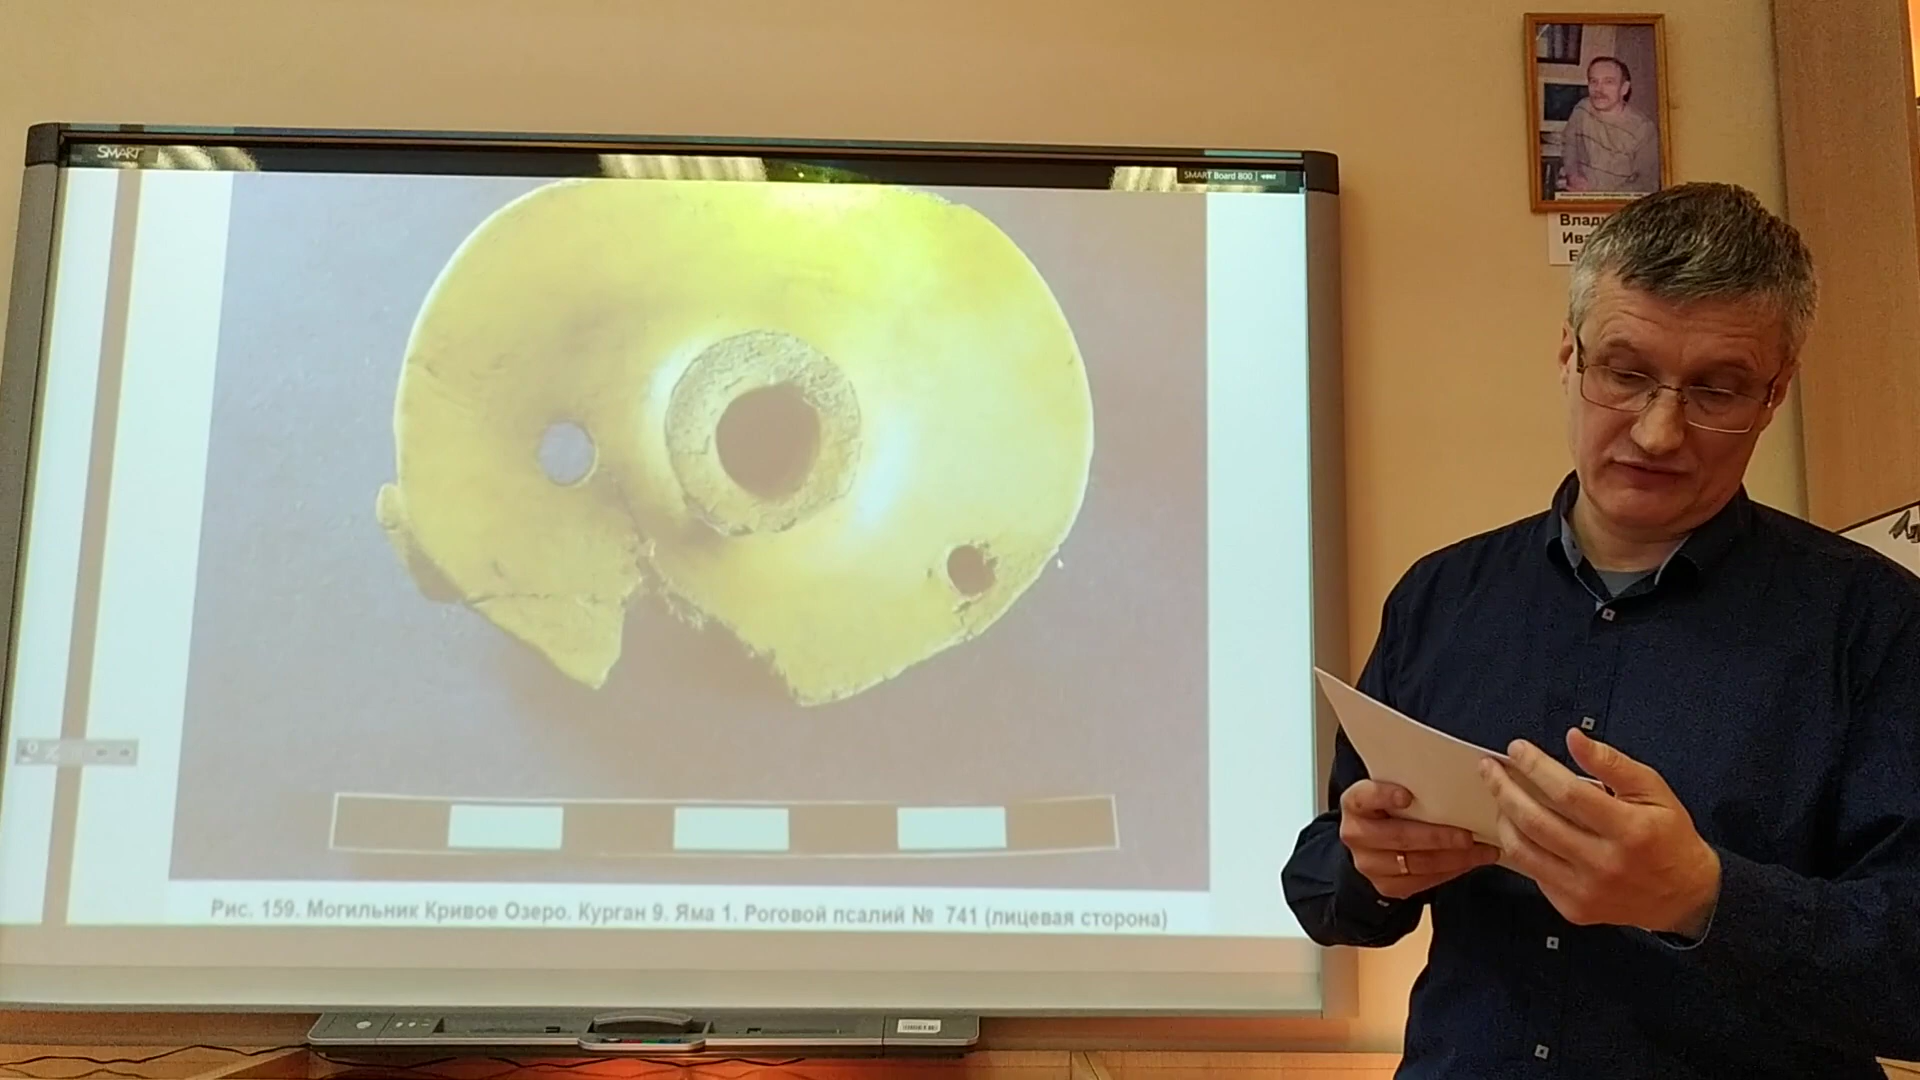 SMART
SMART Board 800
Рис. 159. Могильник Кривое Озеро. Курган 9. Яма 1. Роговой псалий № 741 (лицевая сторона)